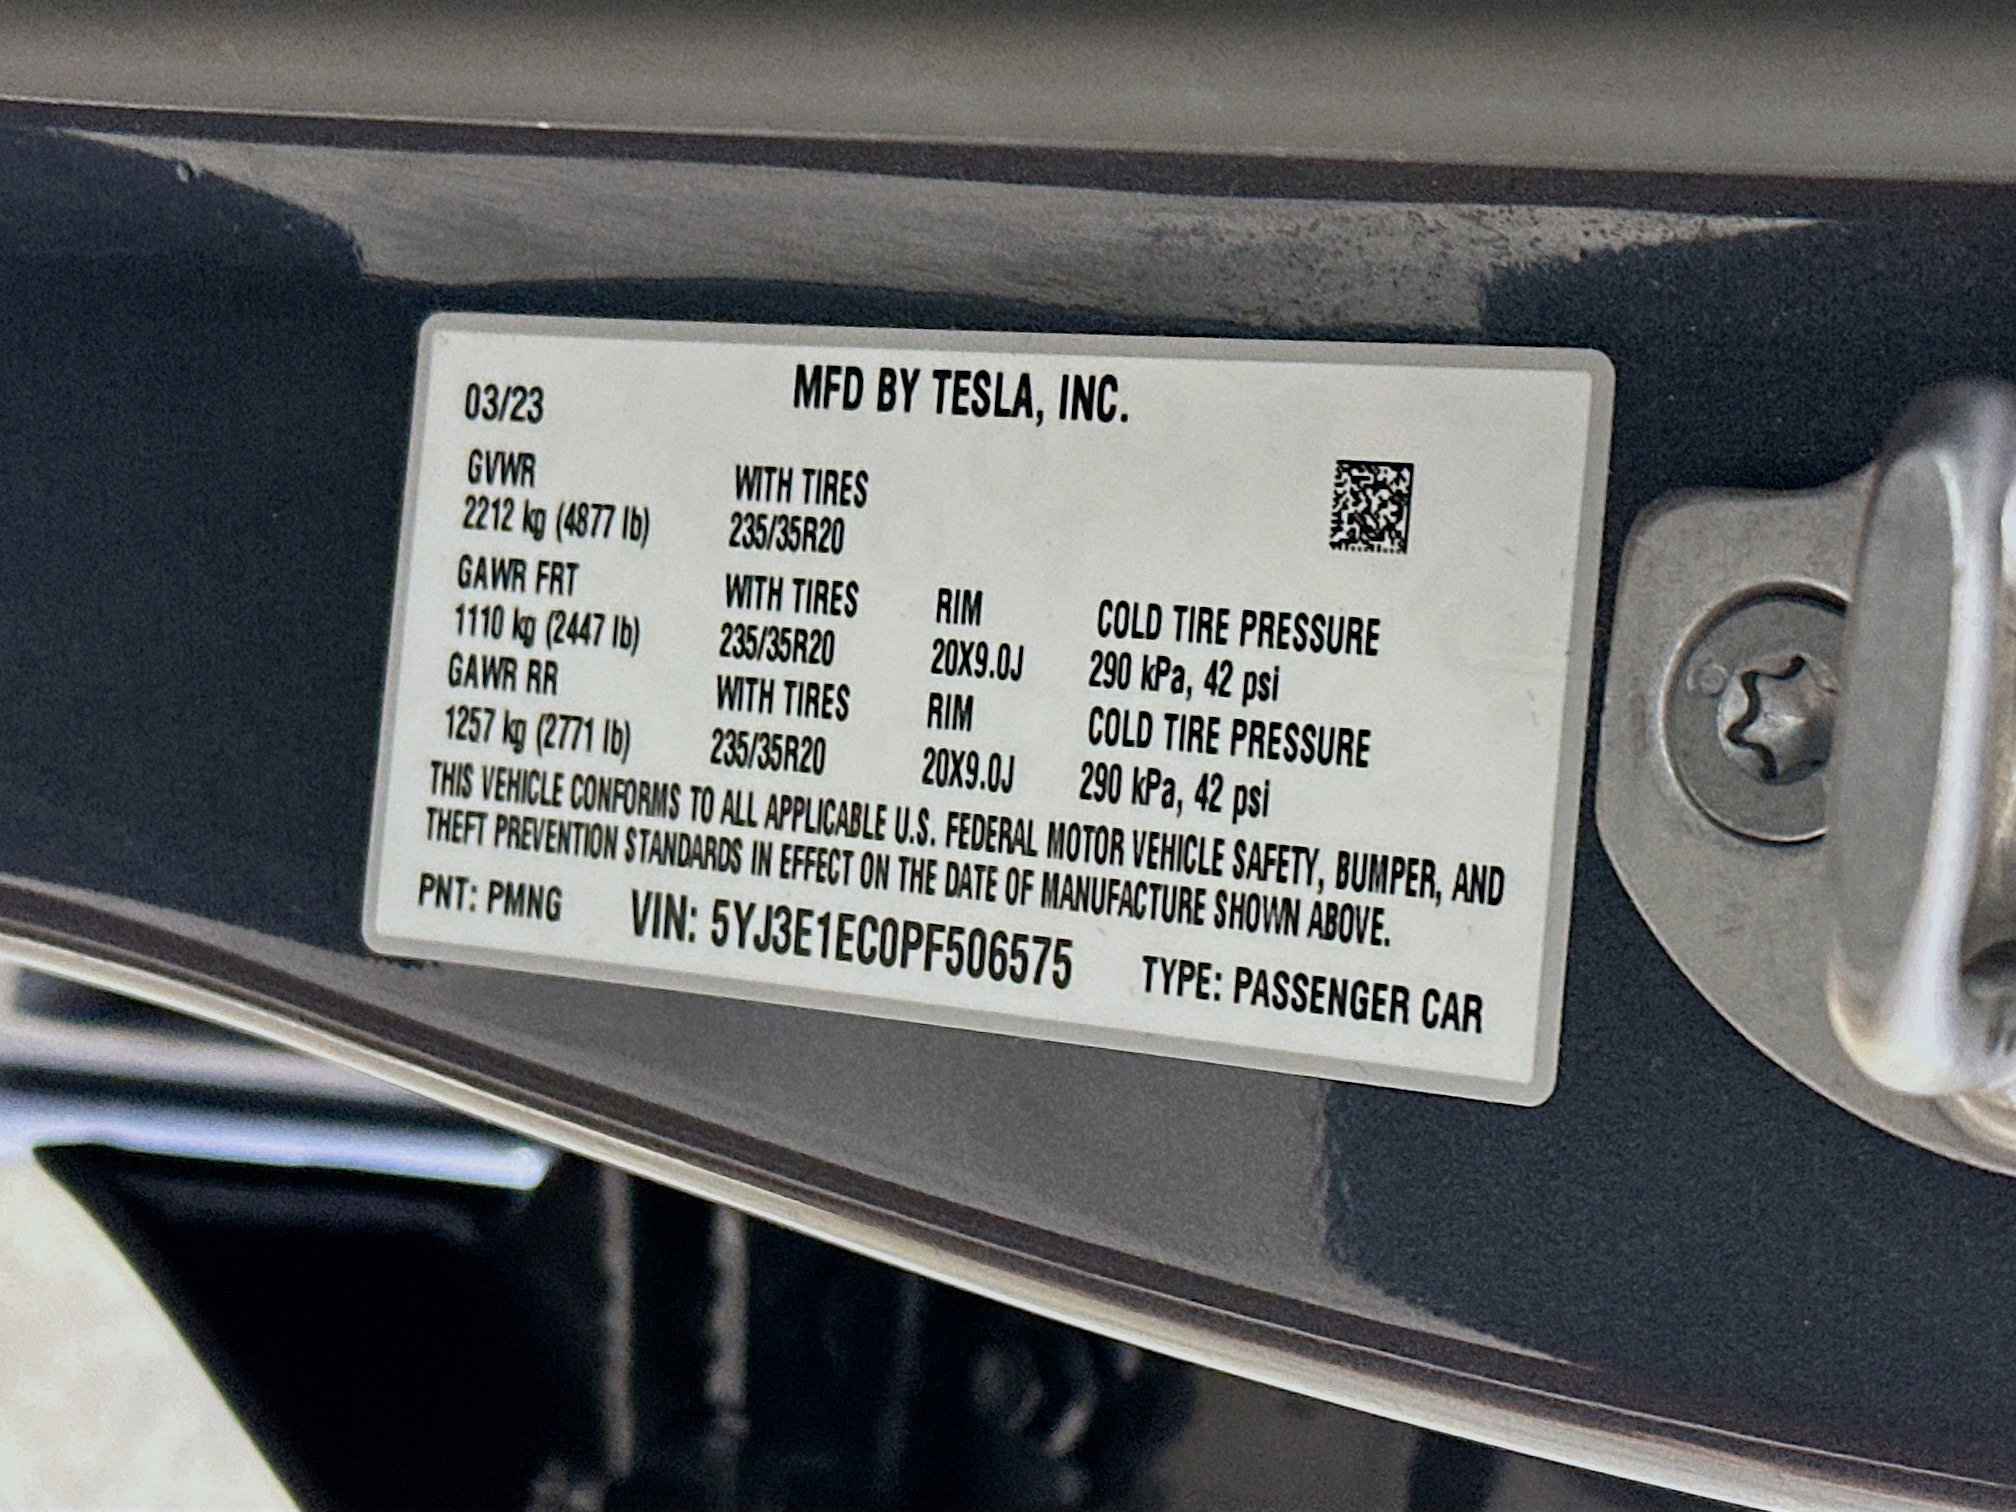 MFD BY TESLA, INC.
03/23
GVWR WITH TIRES
2212 kg (4877 lb) 235/35R20
GAWR FRT WITH TIRES RIM COLD TIRE PRESSURE
1110 kg (2447 lb) 235/35R20 20X9.0J 290 kPa, 42 psi
GAWR RR WITH TIRES RIM COLD TIRE PRESSURE
1257 kg (2771 lb) 235/35R20 20X9.0J 290 kPa, 42 psi
THIS VEHICLE CONFORMS TO ALL APPLICABLE U.S. FEDERAL MOTOR VEHICLE SAFETY, BUMPER, AND
THEFT PREVENTION STANDARDS IN EFFECT ON THE DATE OF MANUFACTURE SHOWN ABOVE.
PNT: PMNG VIN: 5YJ3E1EC0PF506575 TYPE: PASSENGER CAR